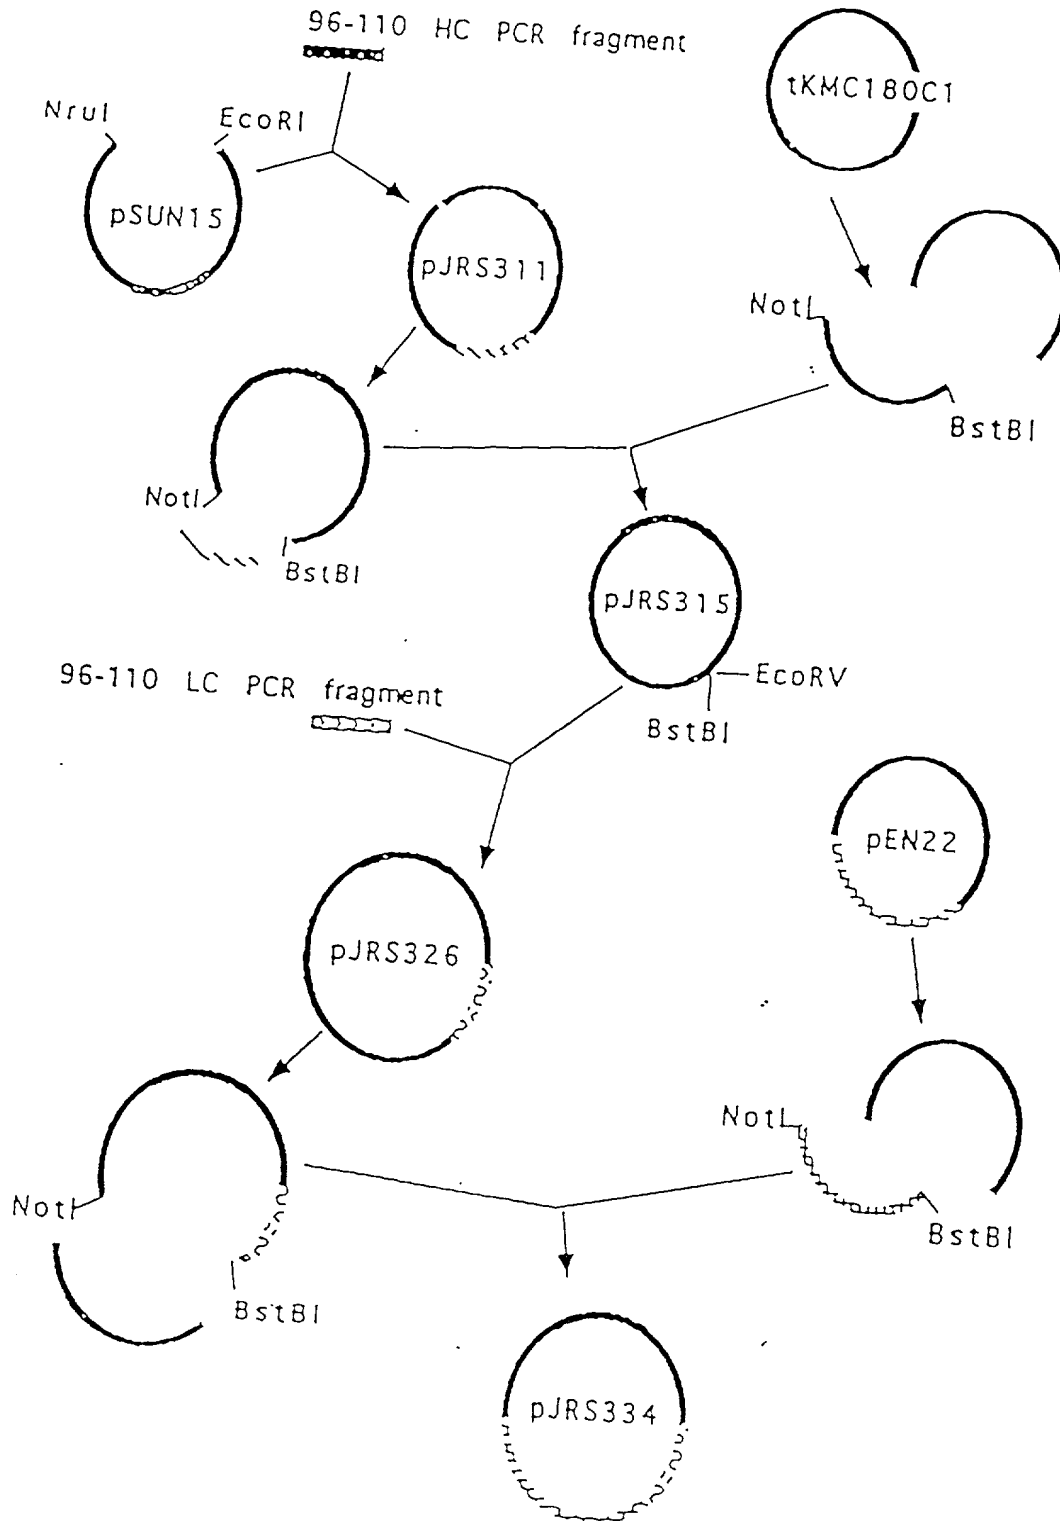 96-110 HC PCR fragment
tKMC180C1
NruI
EcoRI
pSUN15
pJRS311
NotI
BstBI
NotI
BstBI
pJRS315
EcoRV
BstBI
96-110 LC PCR fragment
pEN22
pJRS326
NotI
BstBI
NotI
BstBI
pJRS334